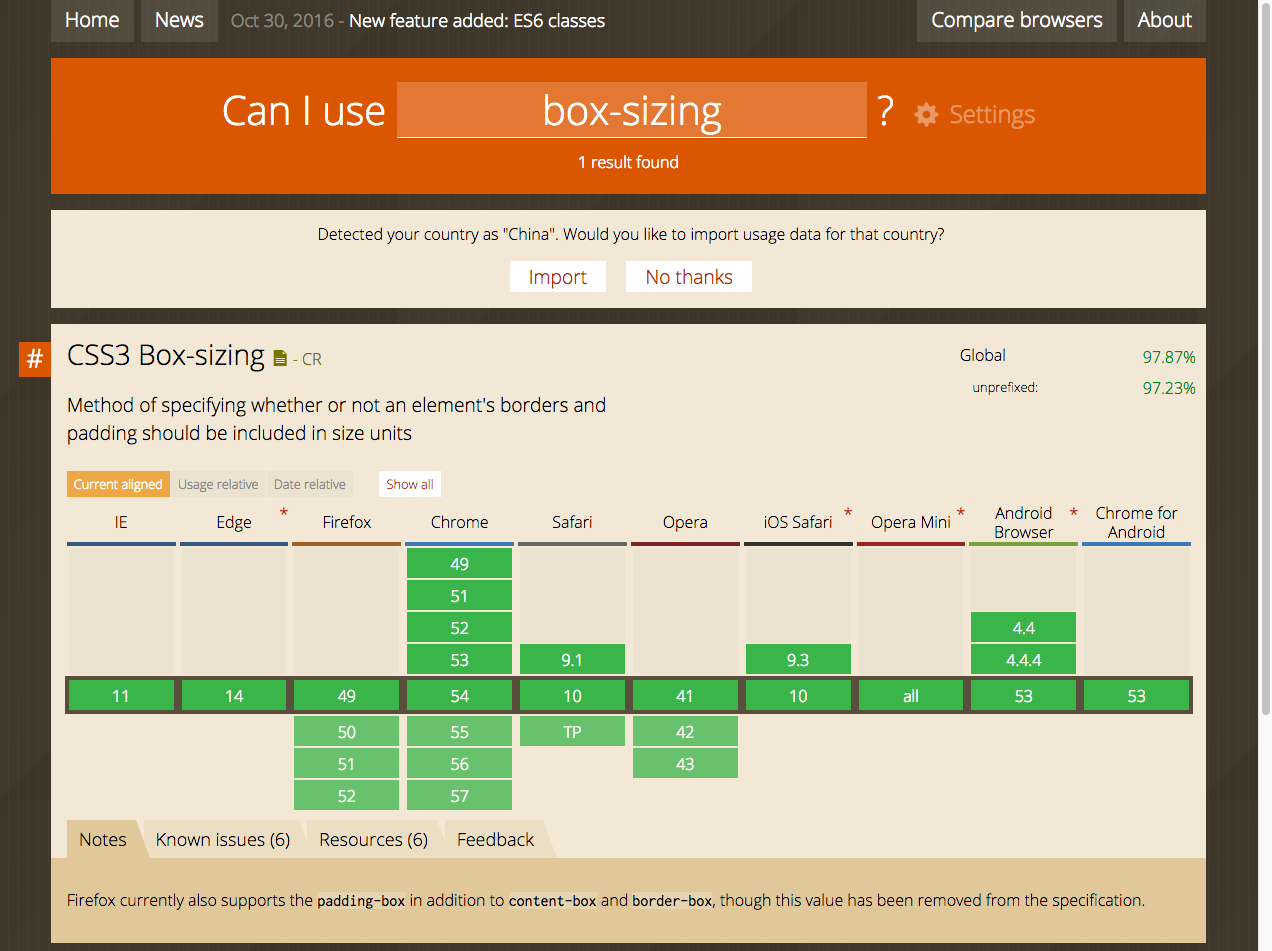 Home News Oct 30, 2016 - New feature added: ES6 classes Compare browsers About
Can I use box-sizing ? Settings
1 result found
Detected your country as "China". Would you like to import usage data for that country?
Import No thanks
# CSS3 Box-sizing - CR Global 97.87%
unprefixed: 97.23%
Method of specifying whether or not an element's borders and
padding should be included in size units
Current aligned Usage relative Date relative Show all
IE Edge * Firefox Chrome Safari Opera iOS Safari * Opera Mini * Android Browser * Chrome for Android
49
51
52 4.4
53 9.1 9.3 4.4.4
11 14 49 54 10 41 10 all 53 53
50 55 TP 42
51 56 43
52 57
Notes Known issues (6) Resources (6) Feedback
Firefox currently also supports the padding-box in addition to content-box and border-box, though this value has been removed from the specification.